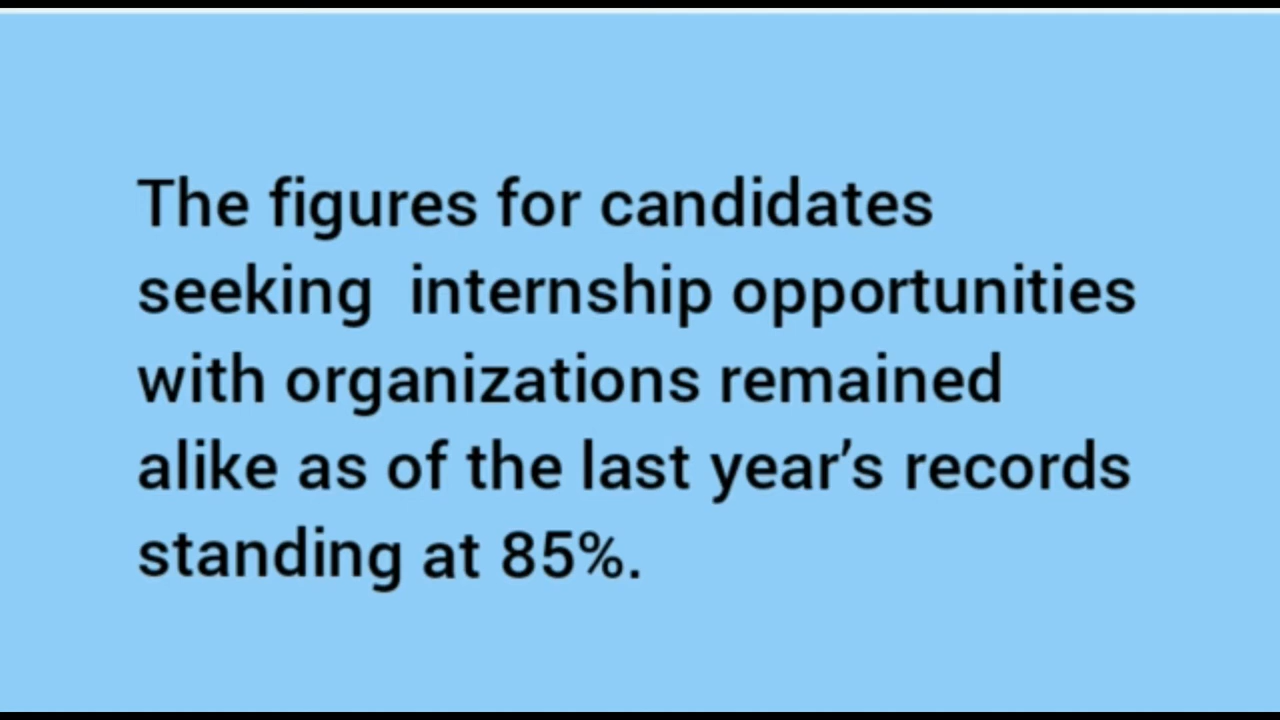 The figures for candidates
seeking  internship opportunities
with organizations remained
alike as of the last year’s records
standing at 85%.